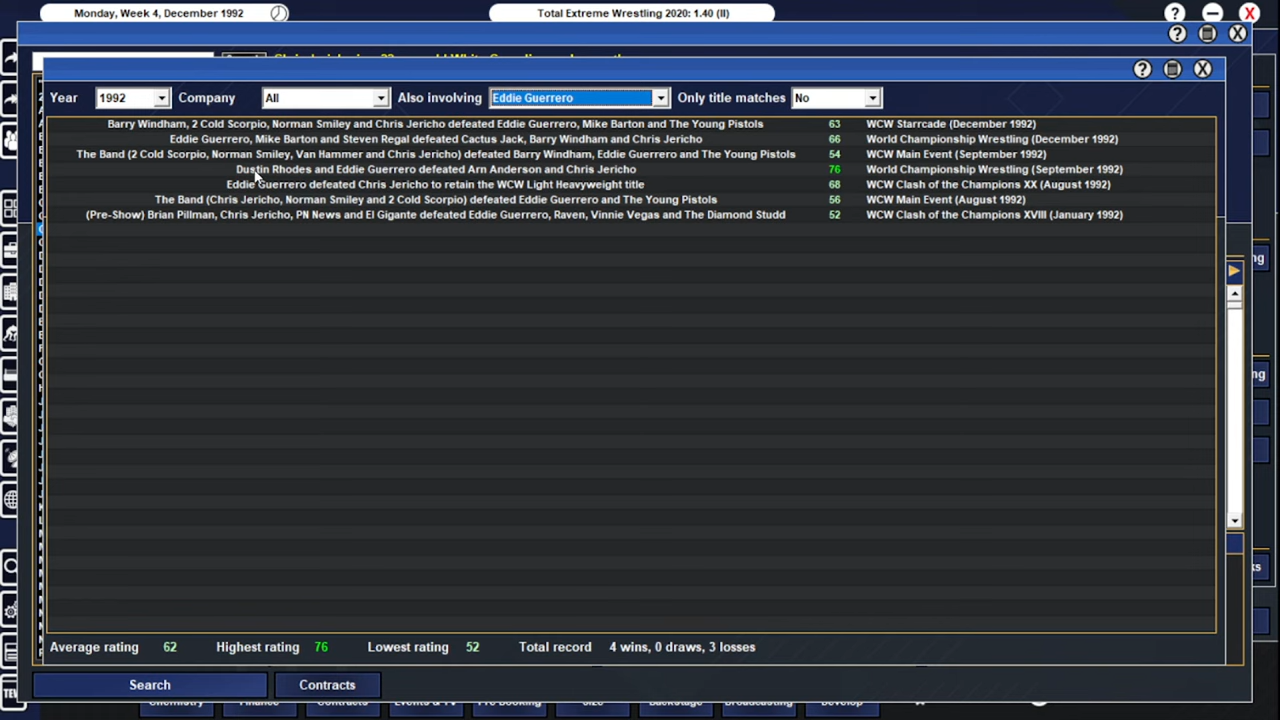 Monday, Week 4, December 1992
Total Extreme Wrestling 2020: 1.40 (II)
Year 1992 Company All Also involving Eddie Guerrero Only title matches No
Barry Windham, 2 Cold Scorpio, Norman Smiley and Chris Jericho defeated Eddie Guerrero, Mike Barton and The Young Pistols 63 WCW Starrcade (December 1992)
Eddie Guerrero, Mike Barton and Steven Regal defeated Cactus Jack, Barry Windham and Chris Jericho 66 World Championship Wrestling (December 1992)
The Band (2 Cold Scorpio, Norman Smiley, Van Hammer and Chris Jericho) defeated Barry Windham, Eddie Guerrero and The Young Pistols 54 WCW Main Event (September 1992)
Dustin Rhodes and Eddie Guerrero defeated Arn Anderson and Chris Jericho 76 World Championship Wrestling (September 1992)
Eddie Guerrero defeated Chris Jericho to retain the WCW Light Heavyweight title 68 WCW Clash of the Champions XX (August 1992)
The Band (Chris Jericho, Norman Smiley and 2 Cold Scorpio) defeated Eddie Guerrero and The Young Pistols 56 WCW Main Event (August 1992)
(Pre-Show) Brian Pillman, Chris Jericho, PN News and El Gigante defeated Eddie Guerrero, Raven, Vinnie Vegas and The Diamond Studd 52 WCW Clash of the Champions XVIII (January 1992)
Average rating 62 Highest rating 76 Lowest rating 52 Total record 4 wins, 0 draws, 3 losses
Search Contracts